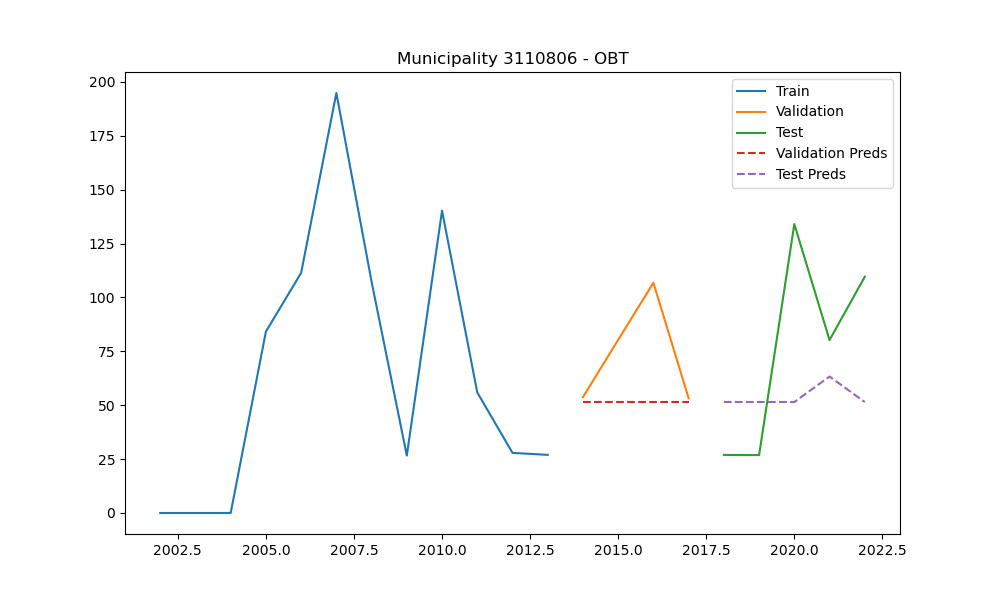 Municipality 3110806 - OBT
200
175
150
125
100
75
50
25
0
2002.5 2005.0 2007.5 2010.0 2012.5 2015.0 2017.5 2020.0 2022.5
Train
Validation
Test
Validation Preds
Test Preds